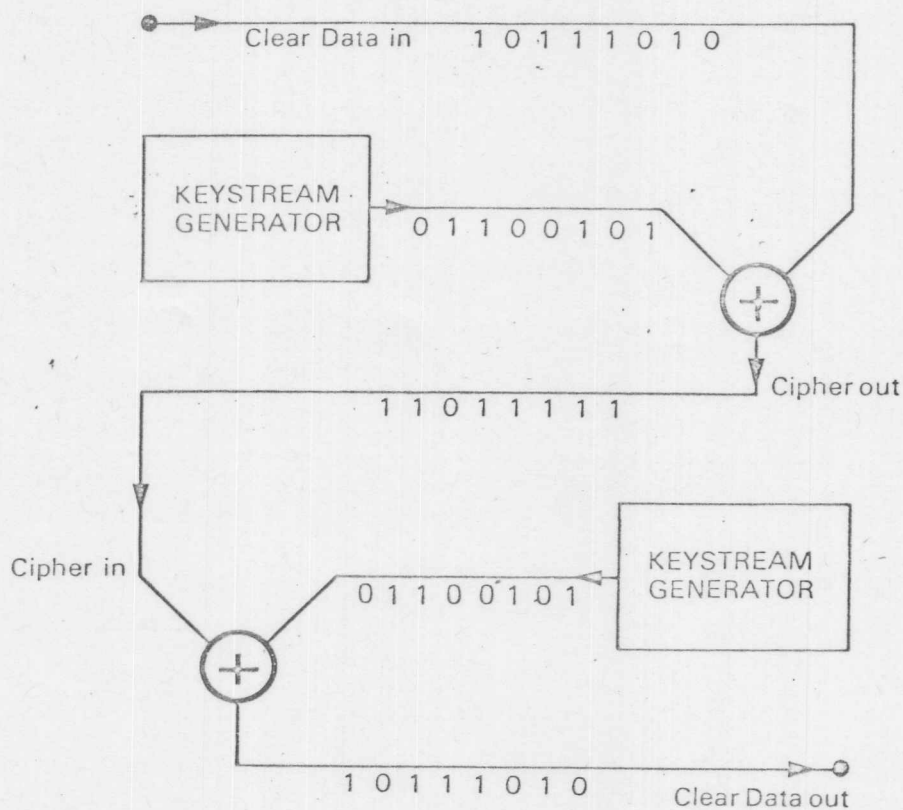 Clear Data in 1 0 1 1 1 0 1 0
KEYSTREAM
GENERATOR
0 1 1 0 0 1 0 1
+
Cipher out
1 1 0 1 1 1 1 1
Cipher in
KEYSTREAM
GENERATOR
0 1 1 0 0 1 0 1
+
1 0 1 1 1 0 1 0
Clear Data out